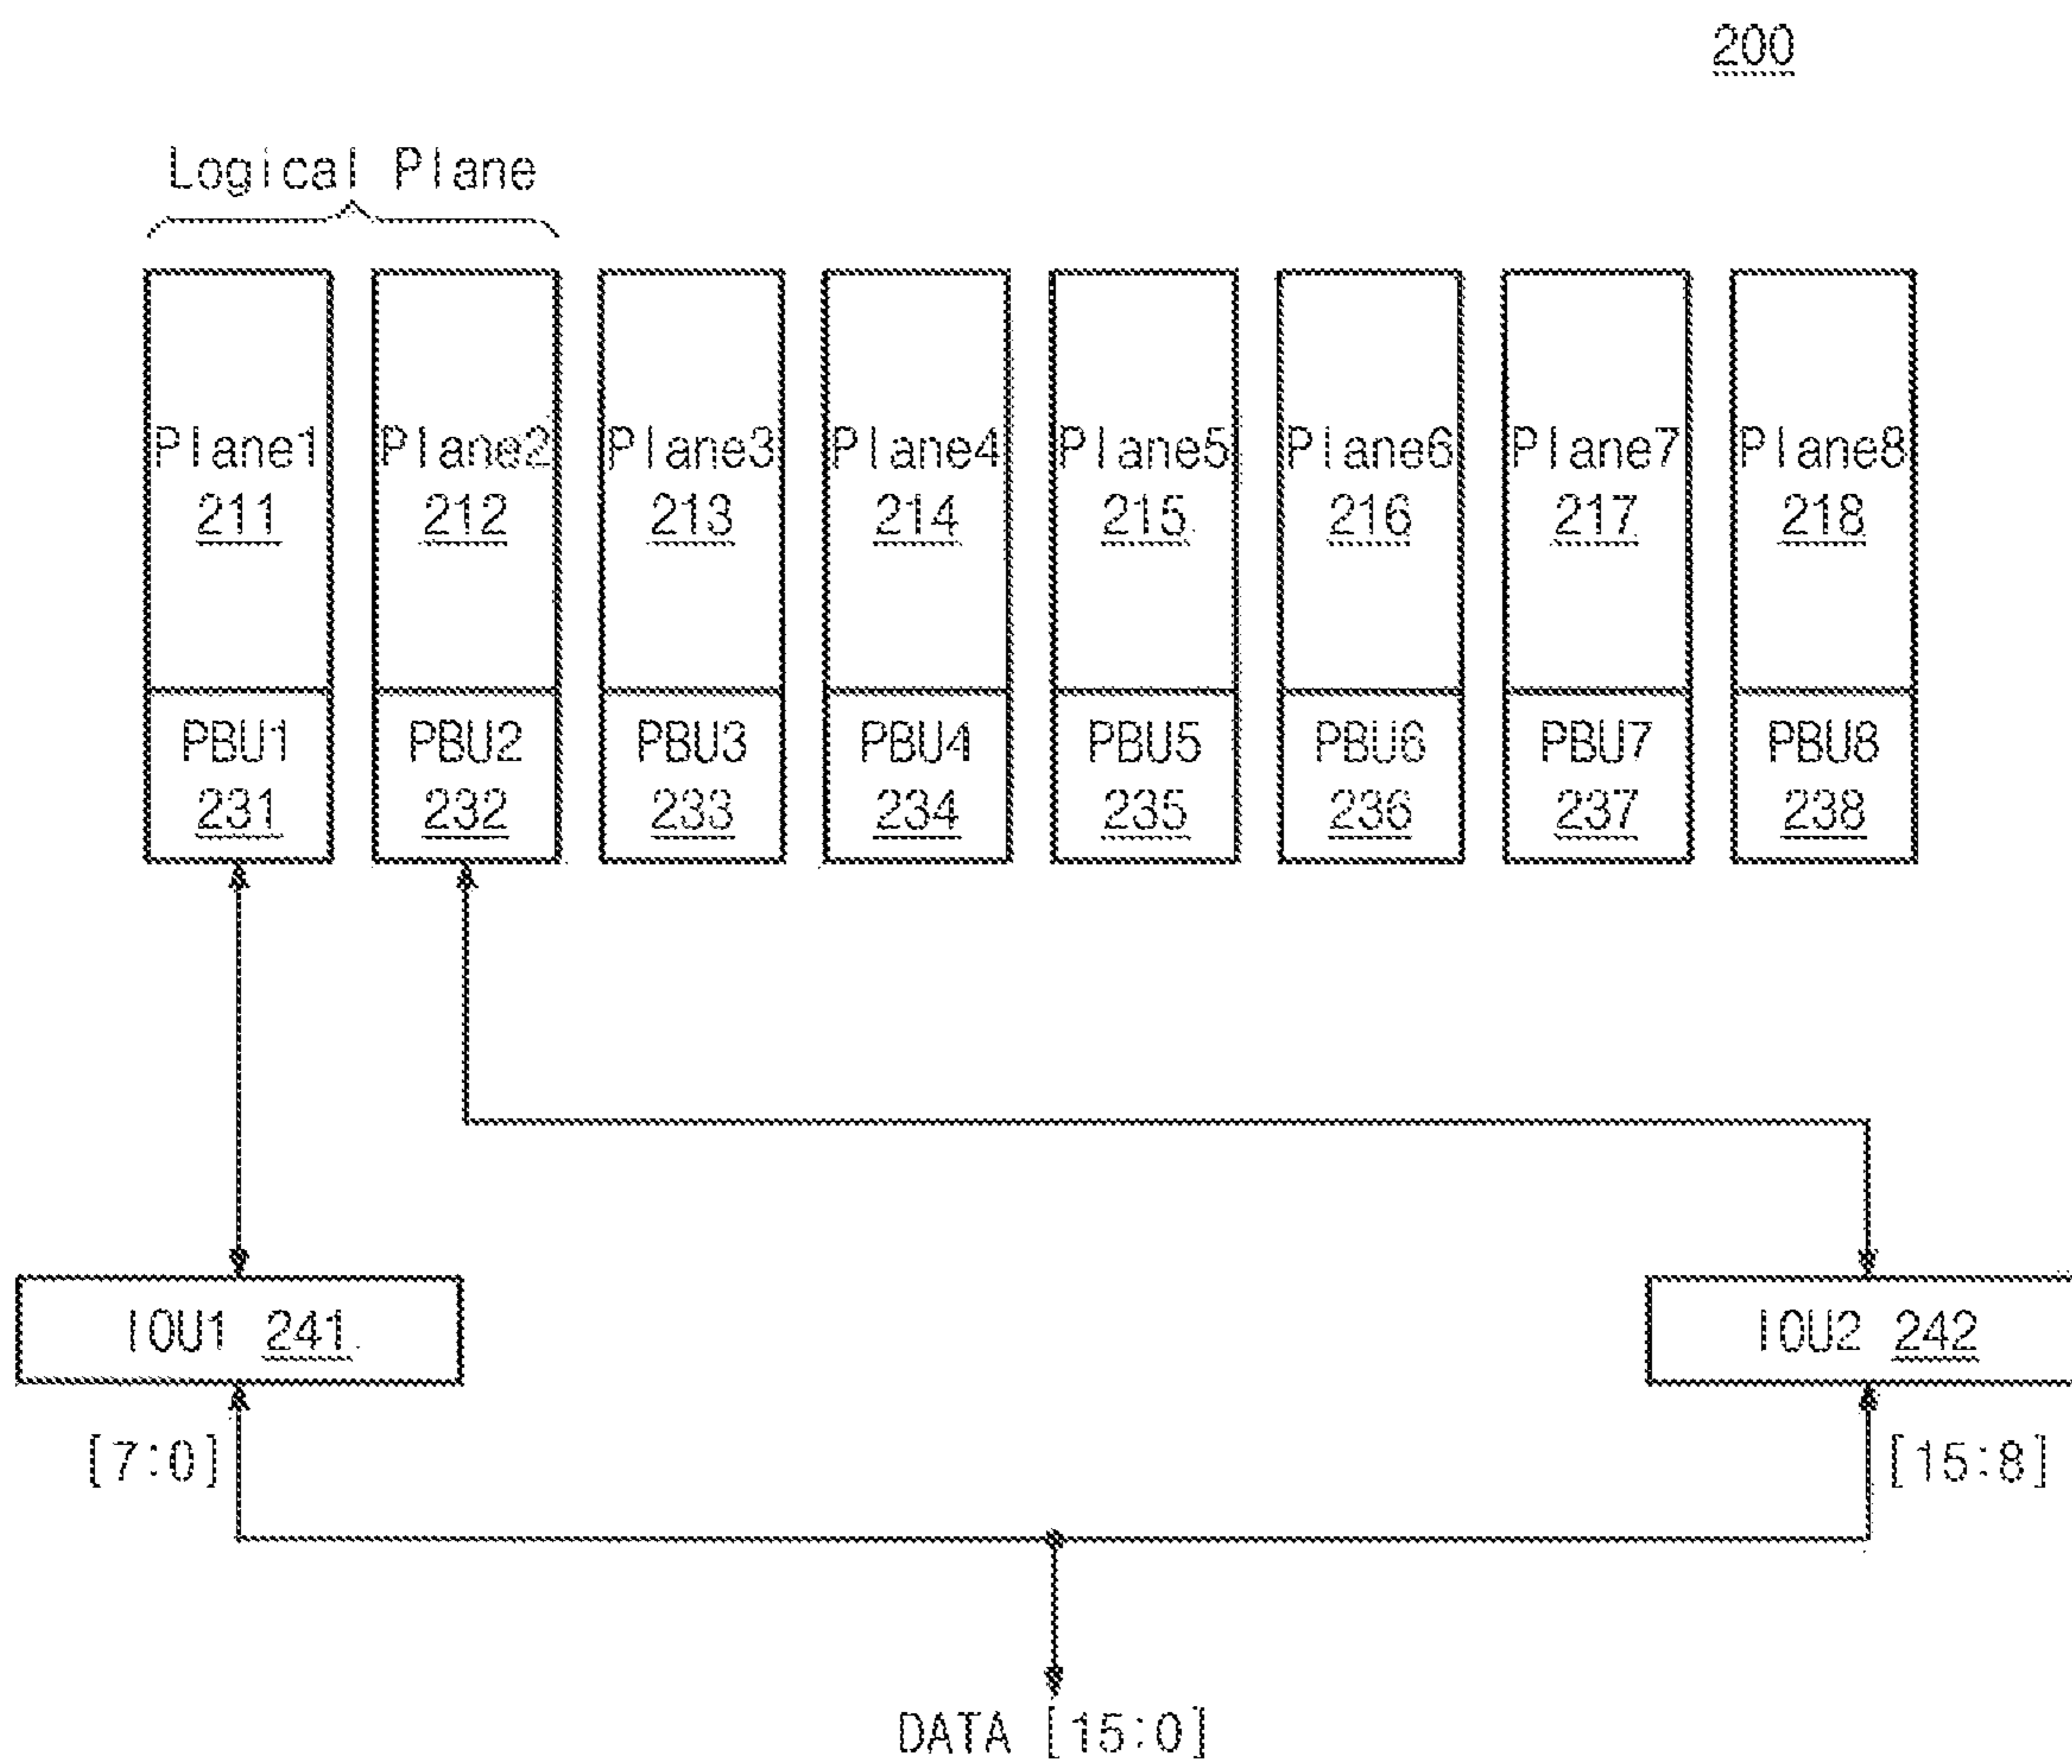 200
Logical Plane
Plane1 Plane2 Plane3 Plane4 Plane5 Plane6 Plane7 Plane8
211 212 213 214 215 216 217 218
PBU1 PBU2 PBU3 PBU4 PBU5 PBU6 PBU7 PBU8
231 232 233 234 235 236 237 238
IOU1 241 IOU2 242
[7:0] [15:8]
DATA [15:0]